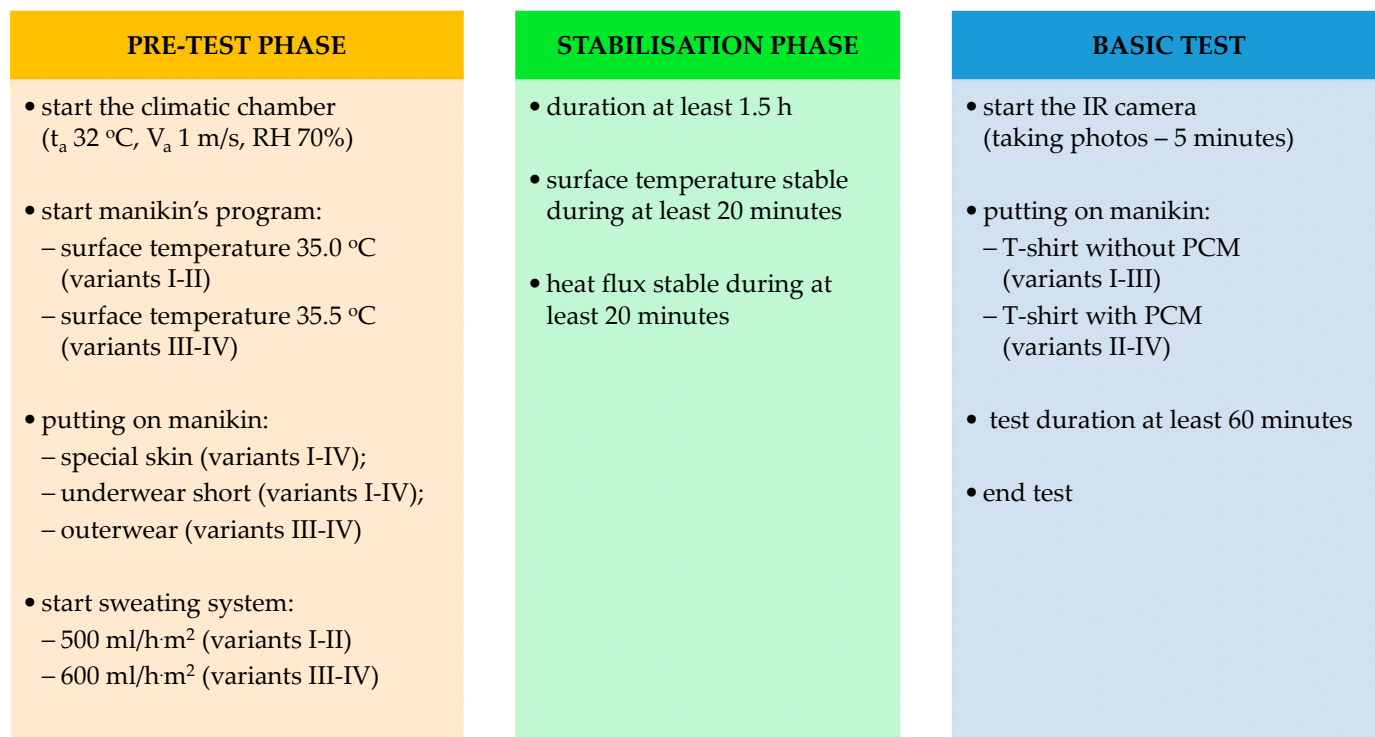 PRE-TEST PHASE
• start the climatic chamber
(tₐ 32 °C, Vₐ 1 m/s, RH 70%)
• start manikin's program:
– surface temperature 35.0 °C
(variants I-II)
– surface temperature 35.5 °C
(variants III-IV)
• putting on manikin:
– special skin (variants I-IV);
– underwear short (variants I-IV);
– outerwear (variants III-IV)
• start sweating system:
– 500 ml/h·m² (variants I-II)
– 600 ml/h·m² (variants III-IV)
STABILISATION PHASE
• duration at least 1.5 h
• surface temperature stable
during at least 20 minutes
• heat flux stable during at
least 20 minutes
BASIC TEST
• start the IR camera
(taking photos – 5 minutes)
• putting on manikin:
– T-shirt without PCM
(variants I-III)
– T-shirt with PCM
(variants II-IV)
• test duration at least 60 minutes
• end test